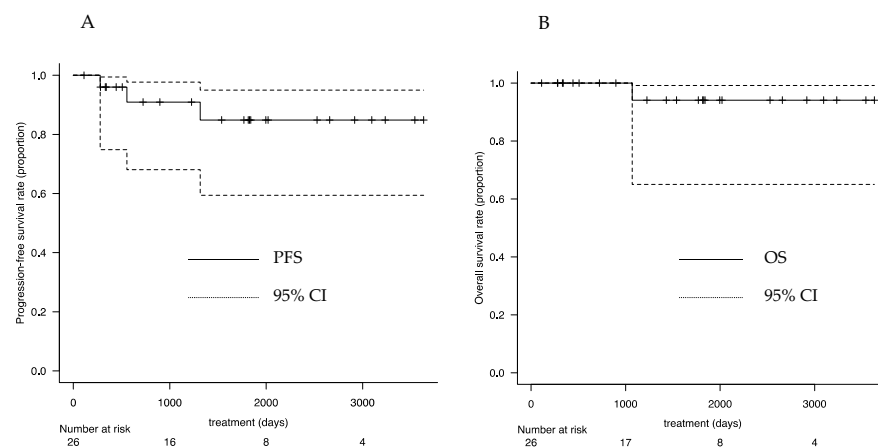 A
Progression-free survival rate (proportion)
1.0
0.8
0.6
0.4
0.2
0.0
PFS
95% CI
0 1000 2000 3000
treatment (days)
Number at risk
26 16 8 4
B
Overall survival rate (proportion)
1.0
0.8
0.6
0.4
0.2
0.0
OS
95% CI
0 1000 2000 3000
treatment (days)
Number at risk
26 17 8 4